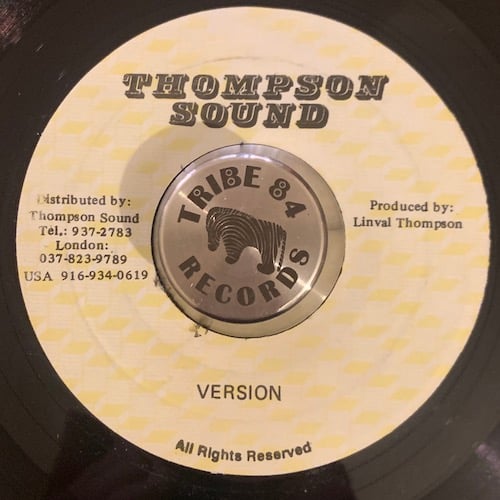 THOMPSON
SOUND
Distributed by:
Thompson Sound
Tel.: 937-2783
London:
037-823-9789
USA 916-934-0619
TRIBE 84
RECORDS
Produced by:
Linval Thompson
VERSION
All Rights Reserved